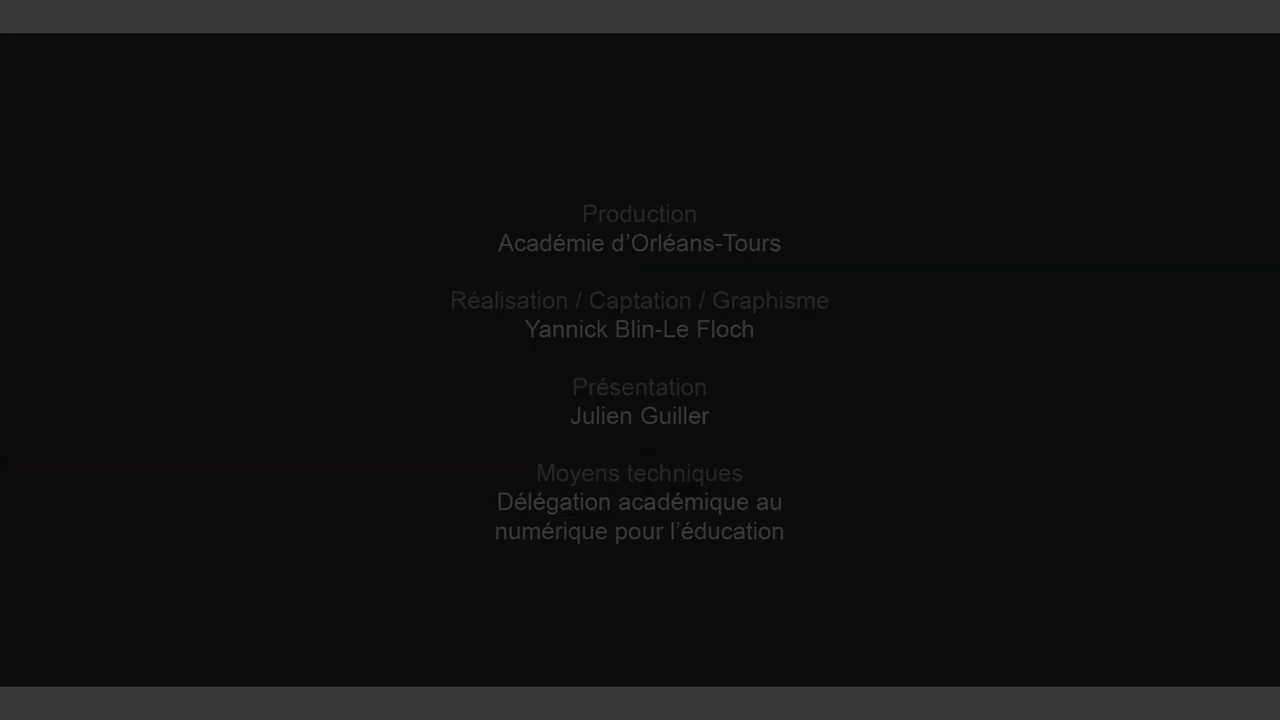 Production
Académie d’Orléans-Tours
Réalisation / Captation / Graphisme
Yannick Blin-Le Floch
Présentation
Julien Guiller
Moyens techniques
Délégation académique au
numérique pour l’éducation